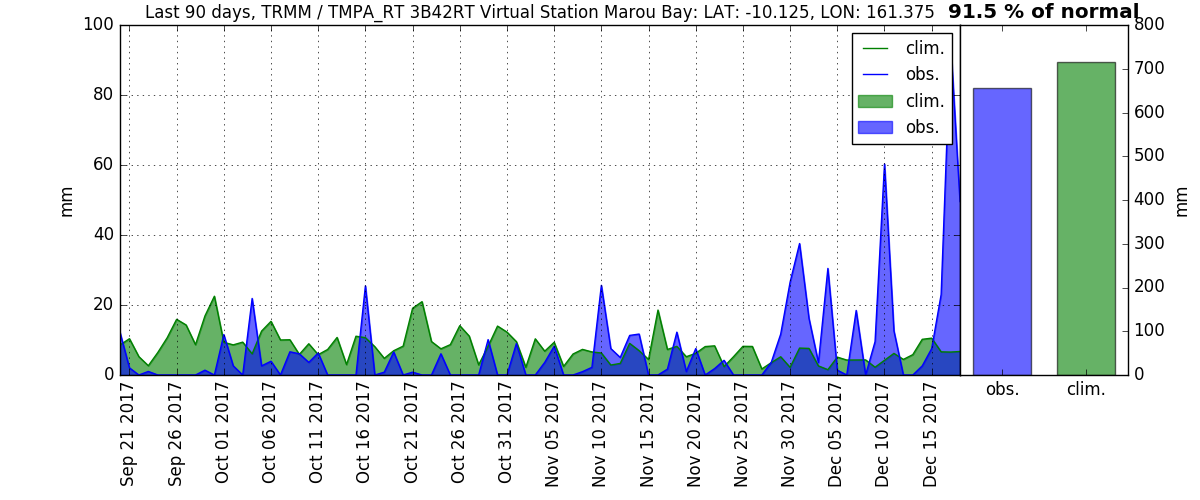 Last 90 days, TRMM / TMPA_RT 3B42RT Virtual Station Marou Bay: LAT: -10.125, LON: 161.375 91.5 % of normal
100
80
60
40
20
0
mm
clim.
obs.
clim.
obs.
800
700
600
500
400
300
200
100
0
mm
Sep 21 2017
Sep 26 2017
Oct 01 2017
Oct 06 2017
Oct 11 2017
Oct 16 2017
Oct 21 2017
Oct 26 2017
Oct 31 2017
Nov 05 2017
Nov 10 2017
Nov 15 2017
Nov 20 2017
Nov 25 2017
Nov 30 2017
Dec 05 2017
Dec 10 2017
Dec 15 2017
obs. clim.